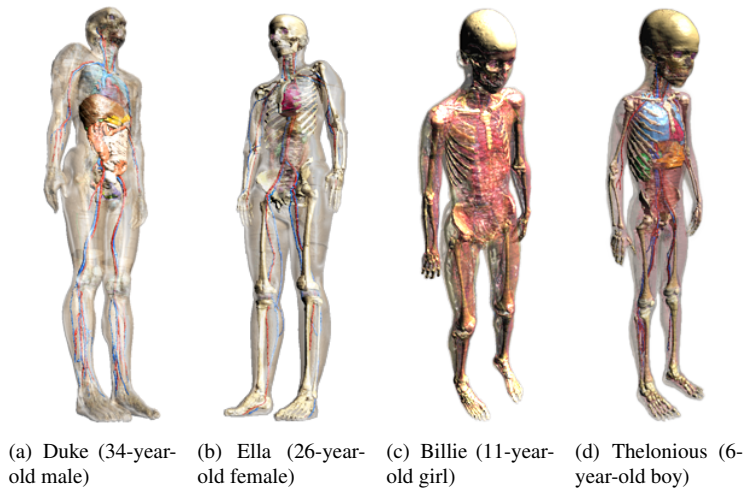 (a) Duke (34-year-
old male)
(b) Ella (26-year-
old female)
(c) Billie (11-year-
old girl)
(d) Thelonious (6-
year-old boy)